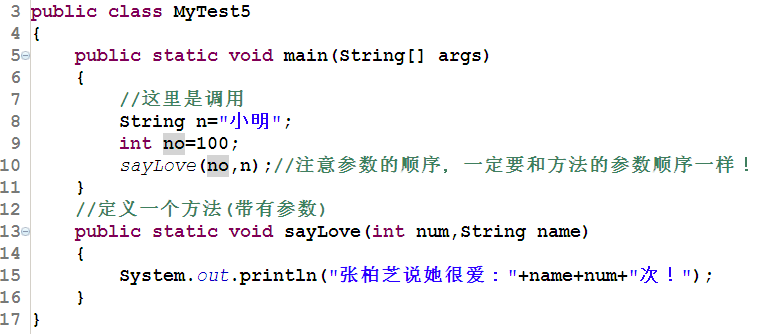 3 public class MyTest5
4 {
5     public static void main(String[] args)
6     {
7         //这里是调用
8         String n="小明";
9         int no=100;
10         sayLove(no,n);//注意参数的顺序，一定要和方法的参数顺序一样！
11     }
12     //定义一个方法(带有参数)
13     public static void sayLove(int num,String name)
14     {
15         System.out.println("张柏芝说她很爱："+name+num+"次！");
16     }
17 }